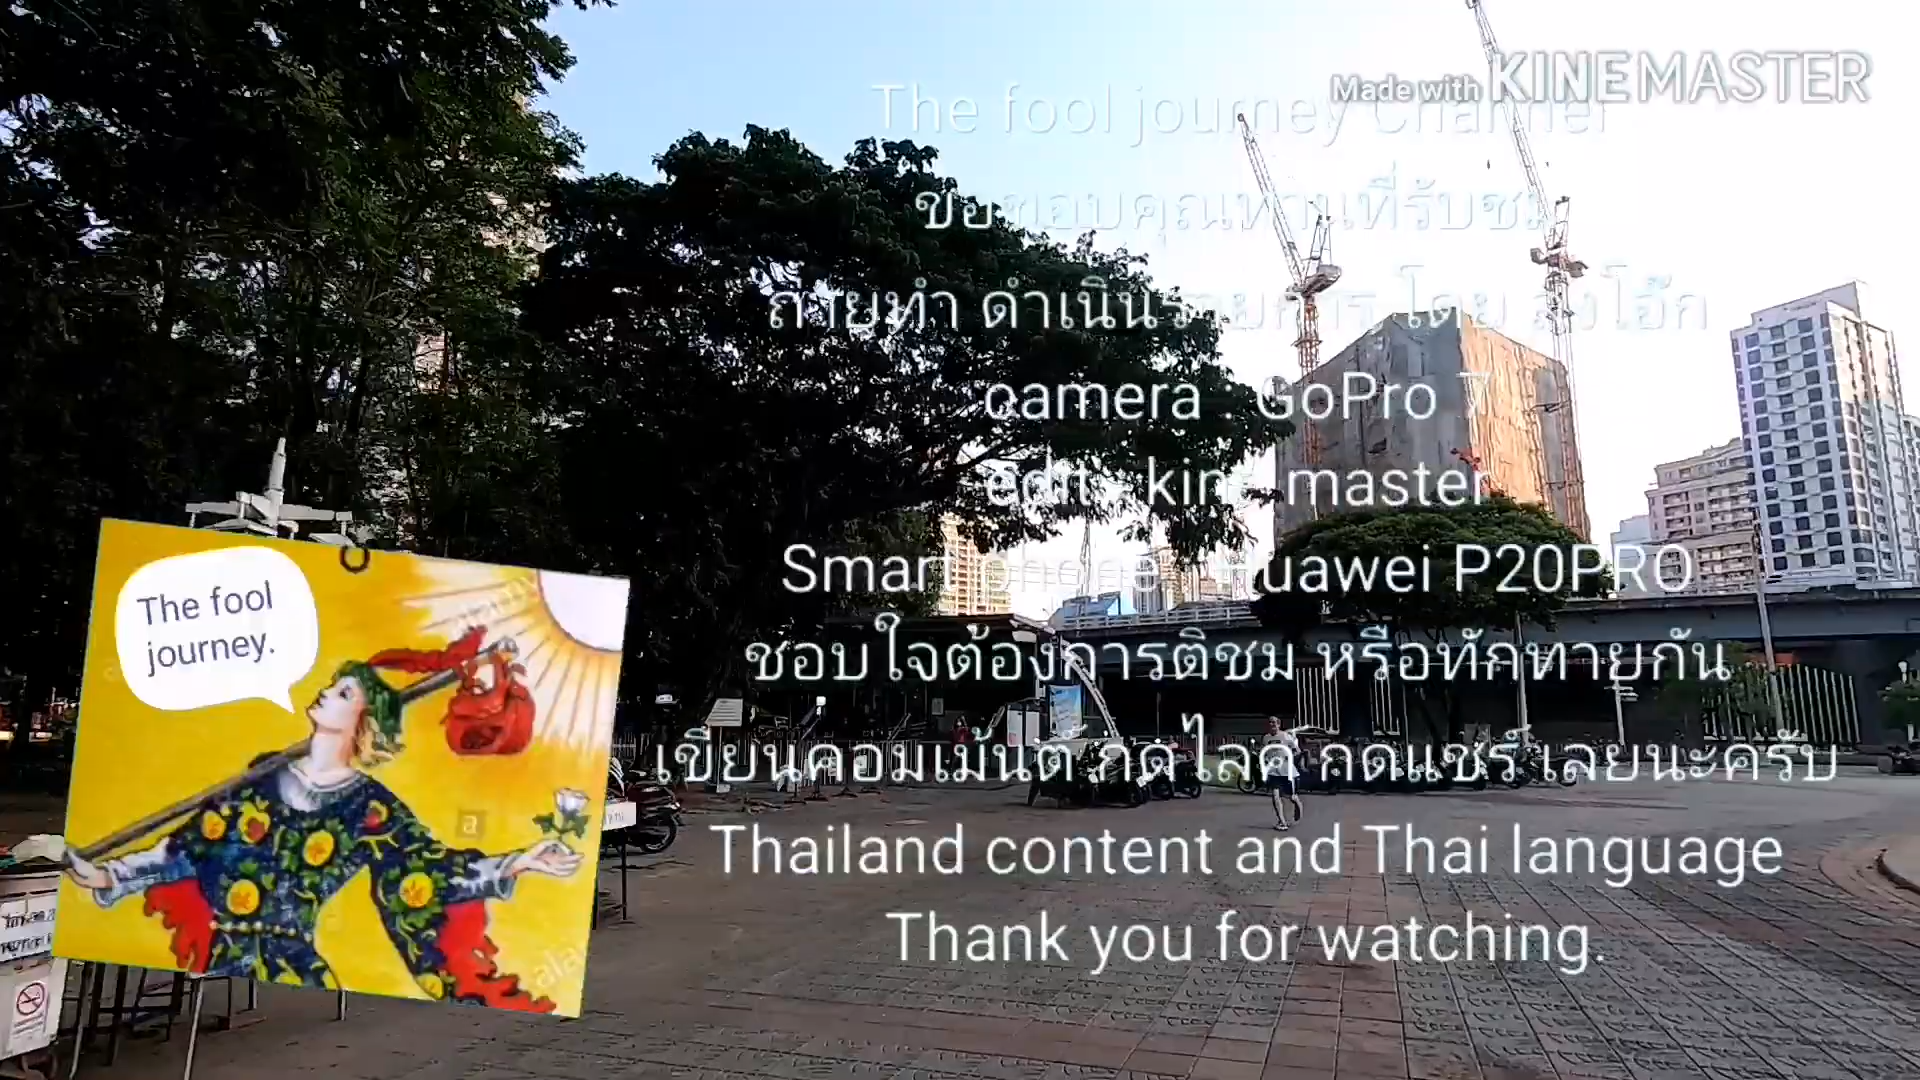 Made with KINEMASTER
The fool journey Channel
ขอขอบคุณท่านที่รับชม
ถ่ายทำ ดำเนินรายการ โดย ลุงโอ๊ก
camera : GoPro 7
edit : kine master
Smart phone : Huawei P20PRO
ชอบใจต้องการติชม หรือทักทายกัน
เขียนคอมเม้นต์ กดไลค์ กดแชร์ เลยนะครับ
Thailand content and Thai language
Thank you for watching.
The fool
journey.
a